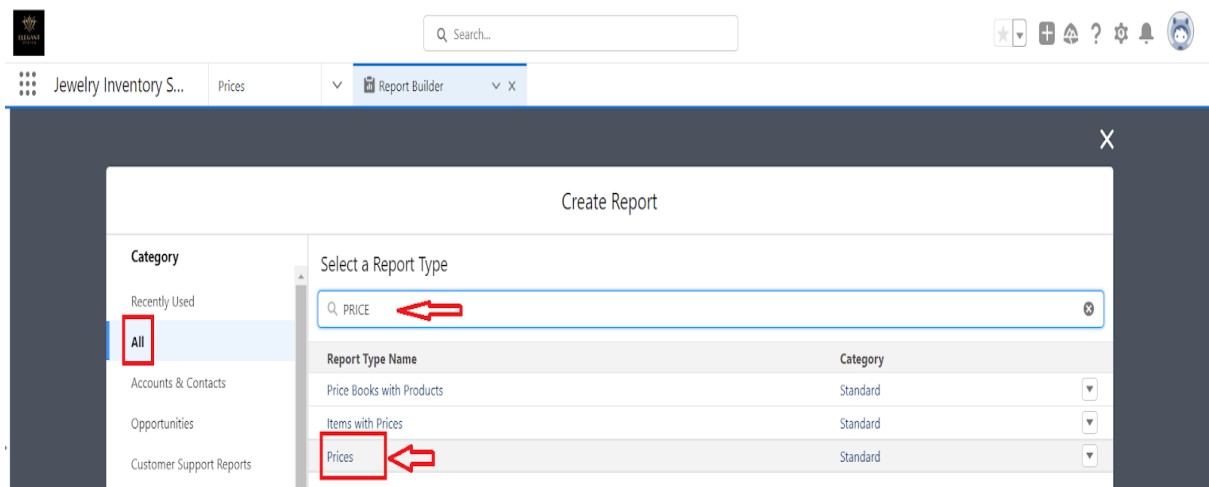 ELEGANT
Search...
Jewelry Inventory S...
Prices
Report Builder
Create Report
Category
Recently Used
All
Accounts & Contacts
Opportunities
Customer Support Reports
Select a Report Type
PRICE
Report Type Name Category
Price Books with Products Standard
Items with Prices Standard
Prices Standard